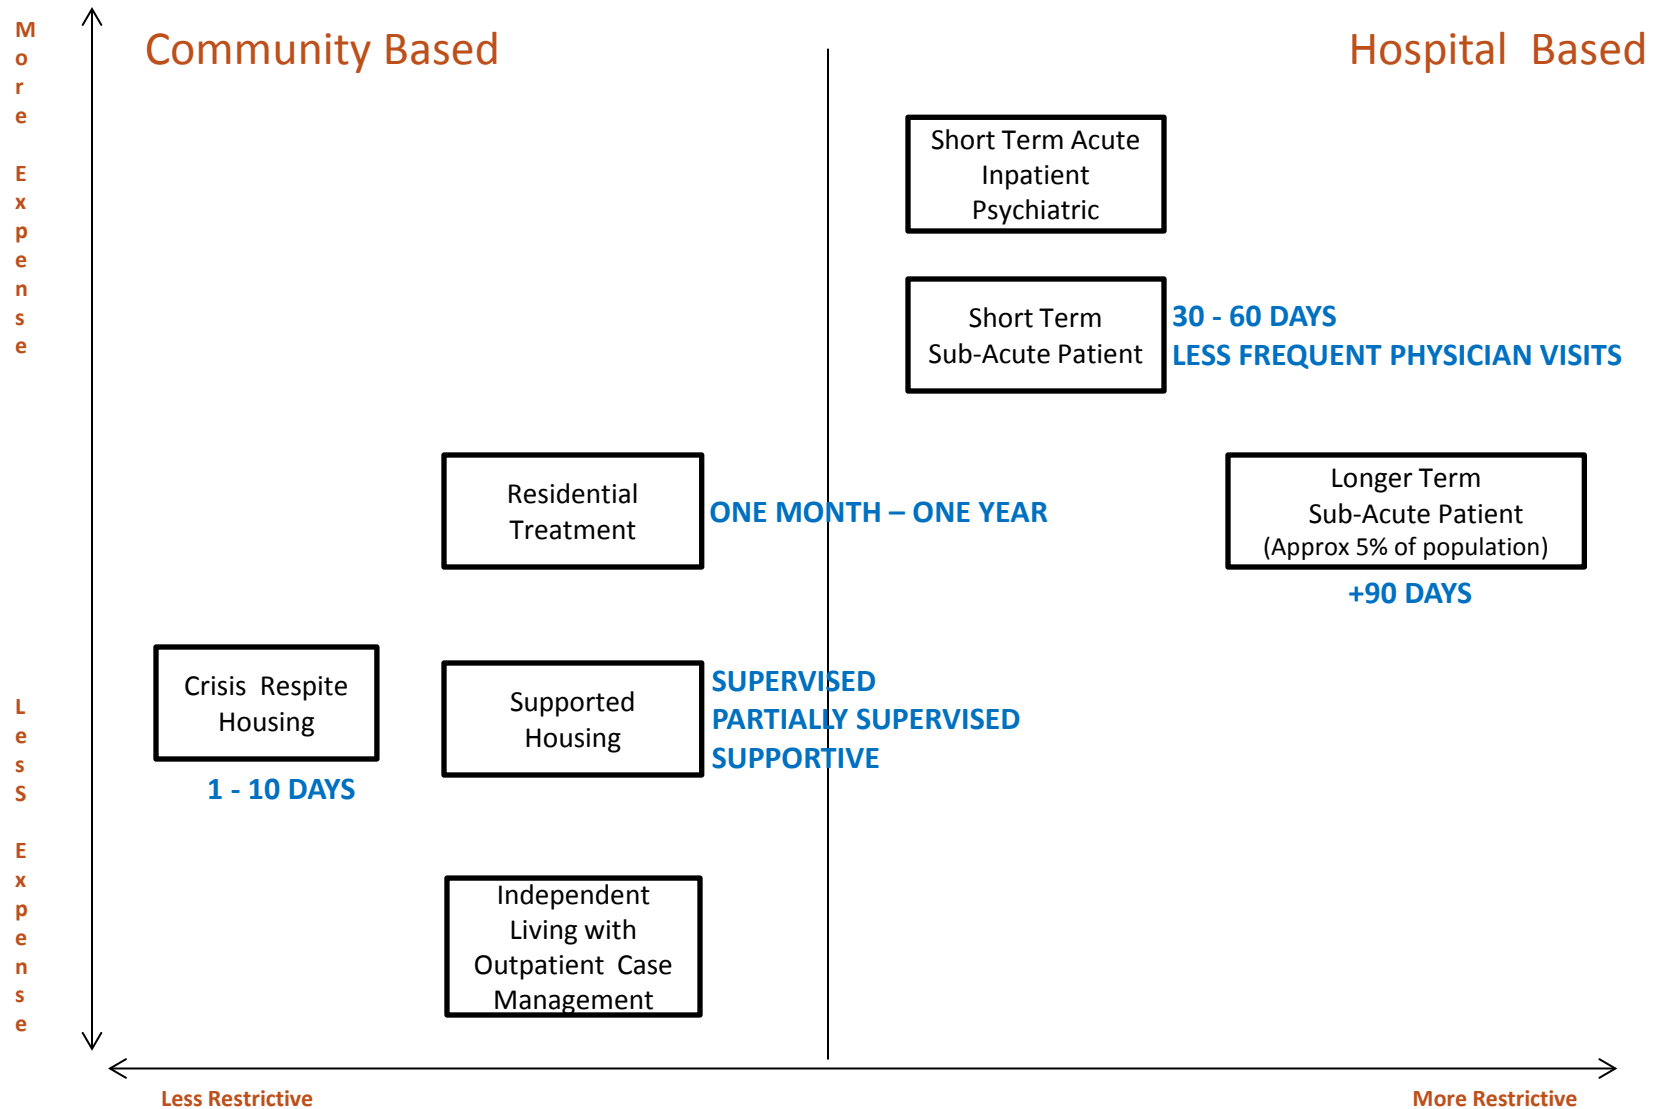 More Expense
Community Based
Hospital Based
Short Term Acute
Inpatient
Psychiatric
Short Term
Sub-Acute Patient
30 - 60 DAYS
LESS FREQUENT PHYSICIAN VISITS
Residential
Treatment
ONE MONTH – ONE YEAR
Longer Term
Sub-Acute Patient
(Approx 5% of population)
+90 DAYS
Crisis Respite
Housing
1 - 10 DAYS
Supported
Housing
SUPERVISED
PARTIALLY SUPERVISED
SUPPORTIVE
LesS Expense
Independent
Living with
Outpatient Case
Management
Less Restrictive
More Restrictive